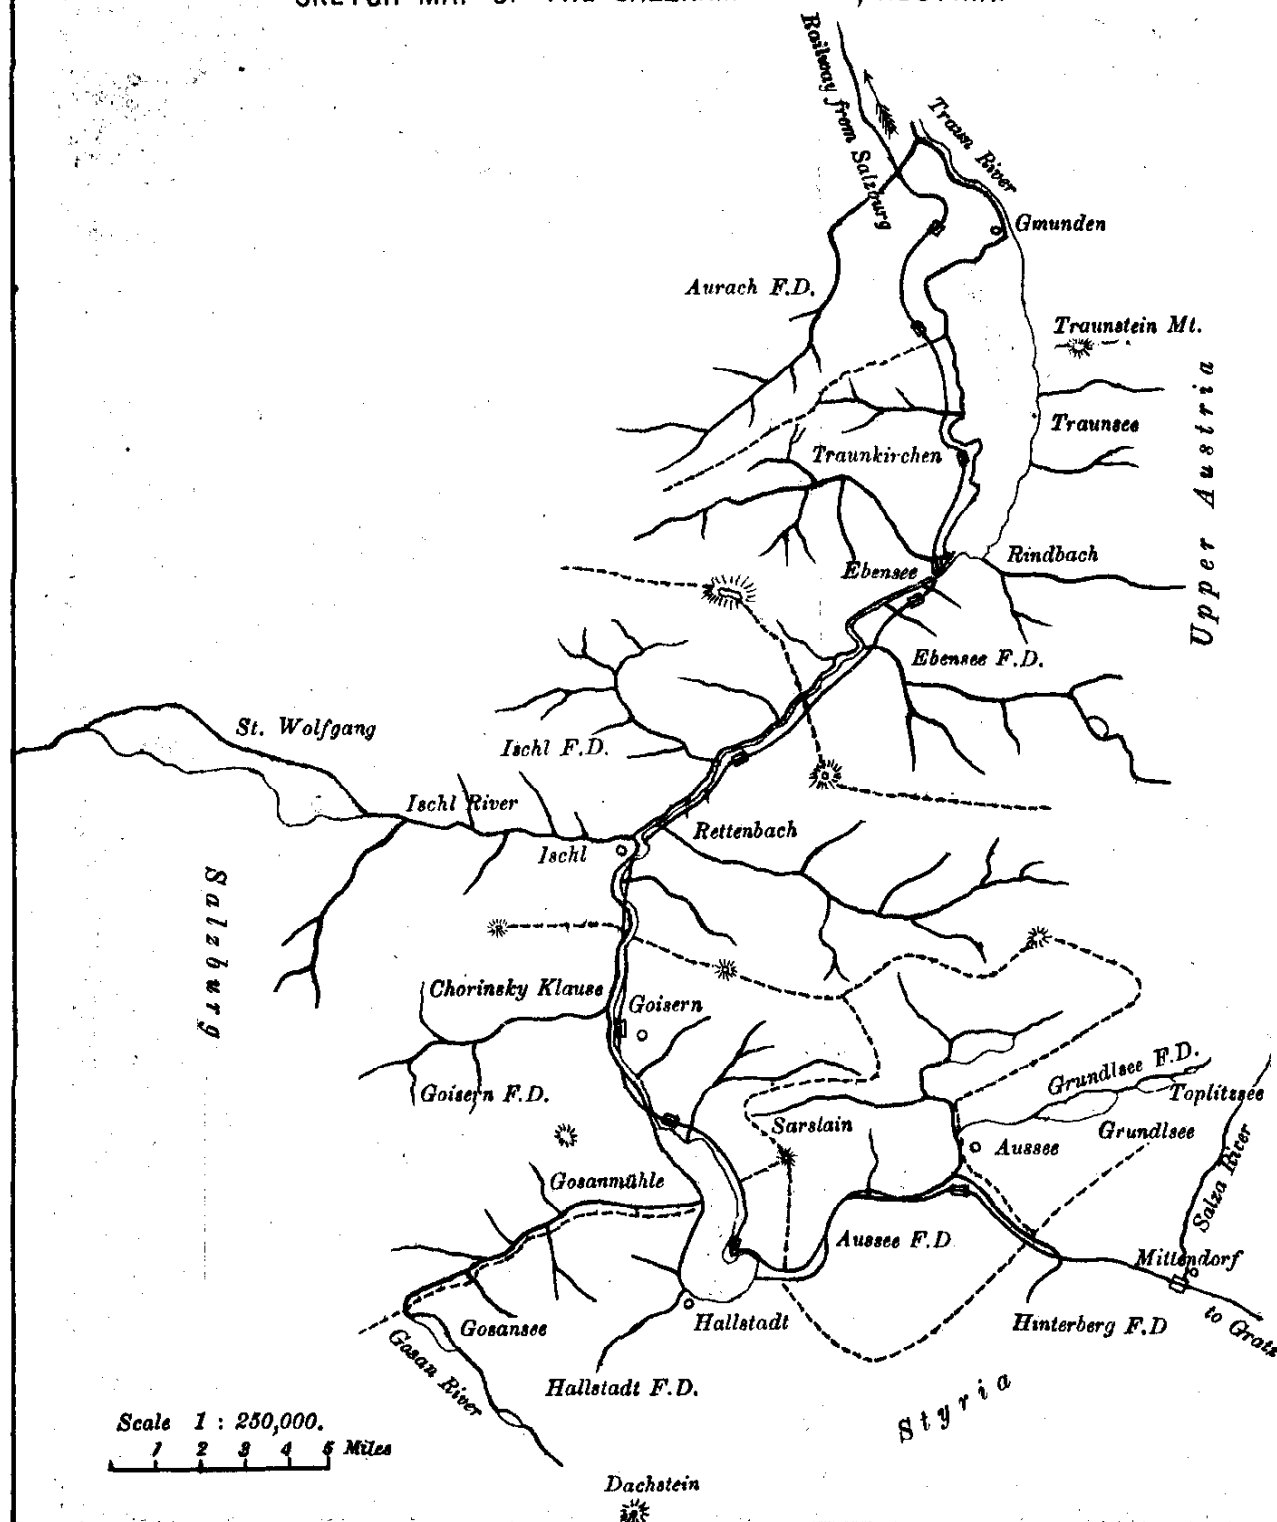 Railway from Salzburg
Traun River
Gmunden
Aurach F.D.
Traunstein Mt.
Traunsee
Upper Austria
Traunkirchen
Rindbach
Ebensee
Ebensee F.D.
St. Wolfgang
Ischl F.D.
Ischl River
Rettenbach
Ischl
Salzburg
Chorinsky Klause
Goisern
Goisern F.D.
Grundlsee F.D.
Toplitzsee
Sarstain
Grundlsee
Aussee
Gosanmühle
Salza River
Aussee F.D
Mittendorf
Gosansee
Hallstadt
Hinterberg F.D
to Gratz
Gosau River
Hallstadt F.D.
Styria
Scale 1 : 250,000.
1 2 3 4 5 Miles
Dachstein